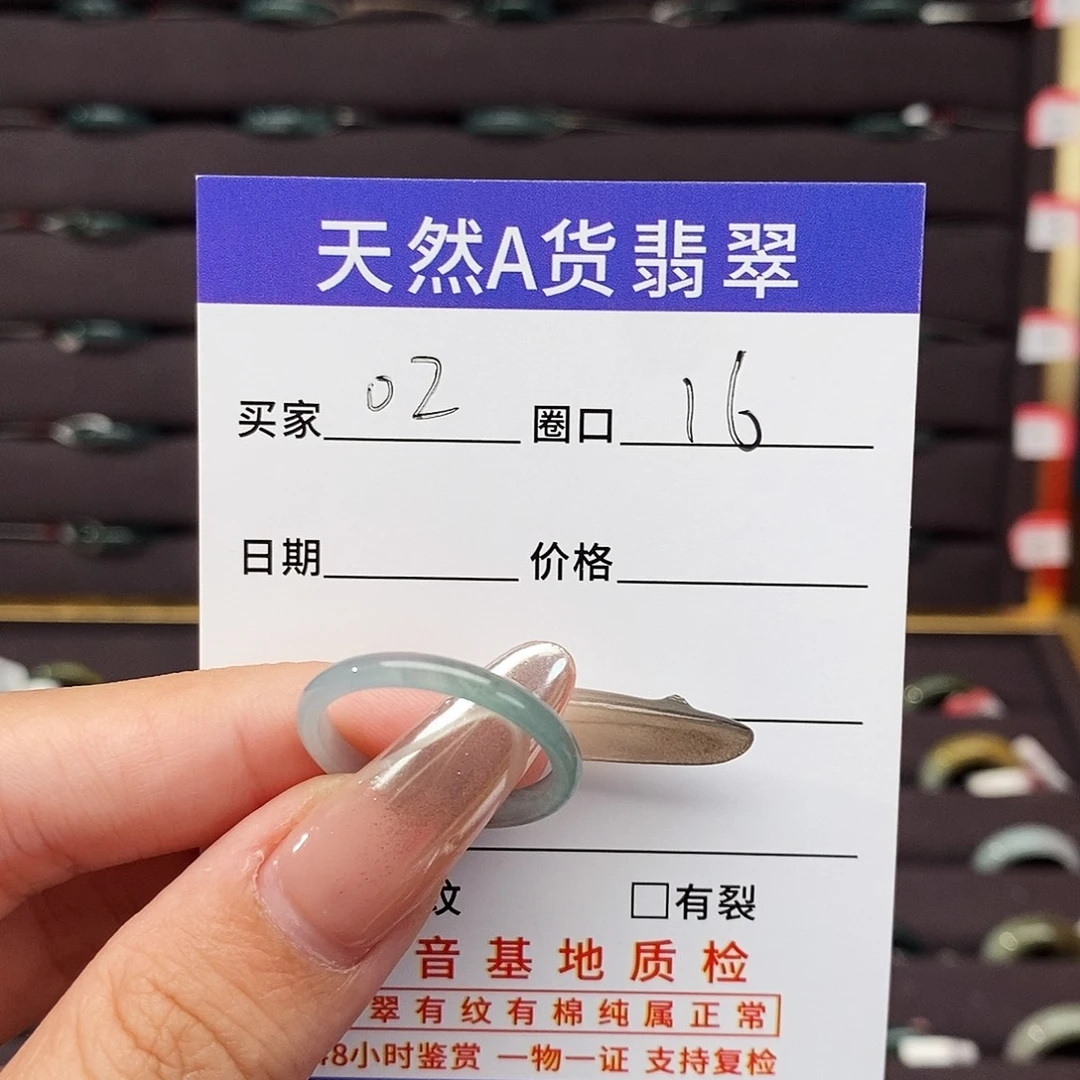 天然A货翡翠
买家 02 圈口 16
日期 价格
纹 □有裂
音基地质检
翠有纹有棉纯属正常
48小时鉴赏 一物一证 支持复检